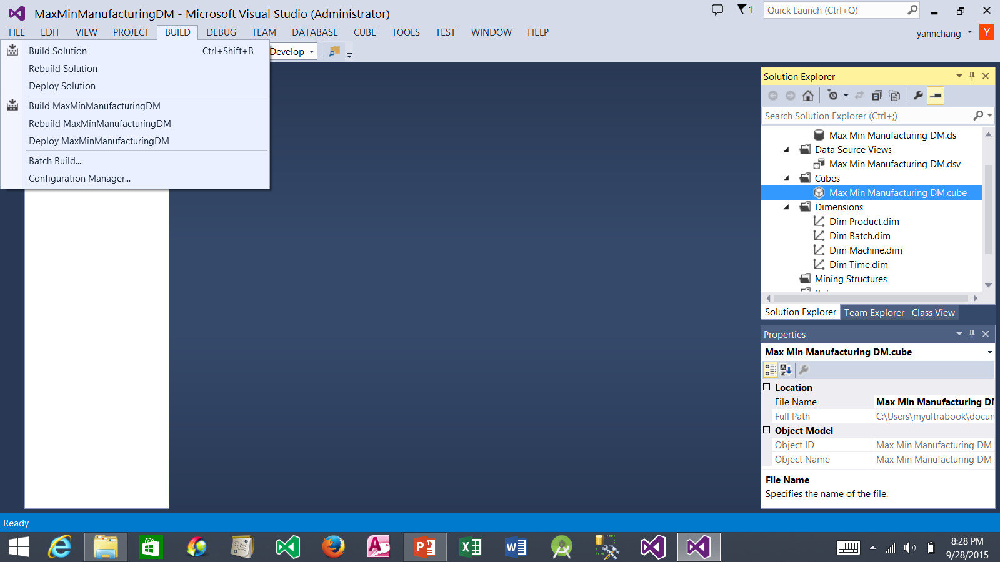 MaxMinManufacturingDM - Microsoft Visual Studio (Administrator)
1
Quick Launch (Ctrl+Q)
FILE EDIT VIEW PROJECT BUILD DEBUG TEAM DATABASE CUBE TOOLS TEST WINDOW HELP
yannchang
Y
Build Solution Ctrl+Shift+B
Develop
Rebuild Solution
Deploy Solution
Build MaxMinManufacturingDM
Rebuild MaxMinManufacturingDM
Deploy MaxMinManufacturingDM
Batch Build...
Configuration Manager...
Solution Explorer
Search Solution Explorer (Ctrl+;)
Max Min Manufacturing DM.ds
Data Source Views
Max Min Manufacturing DM.dsv
Cubes
Max Min Manufacturing DM.cube
Dimensions
Dim Product.dim
Dim Batch.dim
Dim Machine.dim
Dim Time.dim
Mining Structures
Solution Explorer Team Explorer Class View
Properties
Max Min Manufacturing DM.cube
Location
File Name Max Min Manufacturing DM
Full Path C:\Users\myultrabook\docum
Object Model
Object ID Max Min Manufacturing DM
Object Name Max Min Manufacturing DM
File Name
Specifies the name of the file.
Ready
8:28 PM
9/28/2015